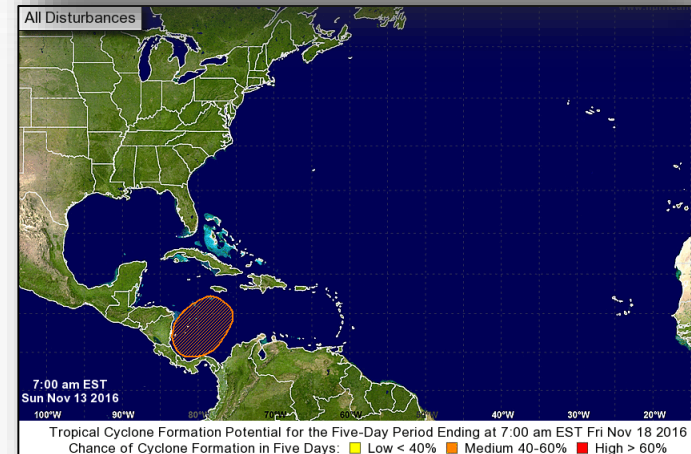 All Disturbances
7:00 am EST
Sun Nov 13 2016
100°W 90°W 80°W 70°W 60°W 50°W 40°W 30°W 20°W
Tropical Cyclone Formation Potential for the Five-Day Period Ending at 7:00 am EST Fri Nov 18 2016
Chance of Cyclone Formation in Five Days: Low < 40% Medium 40-60% High > 60%